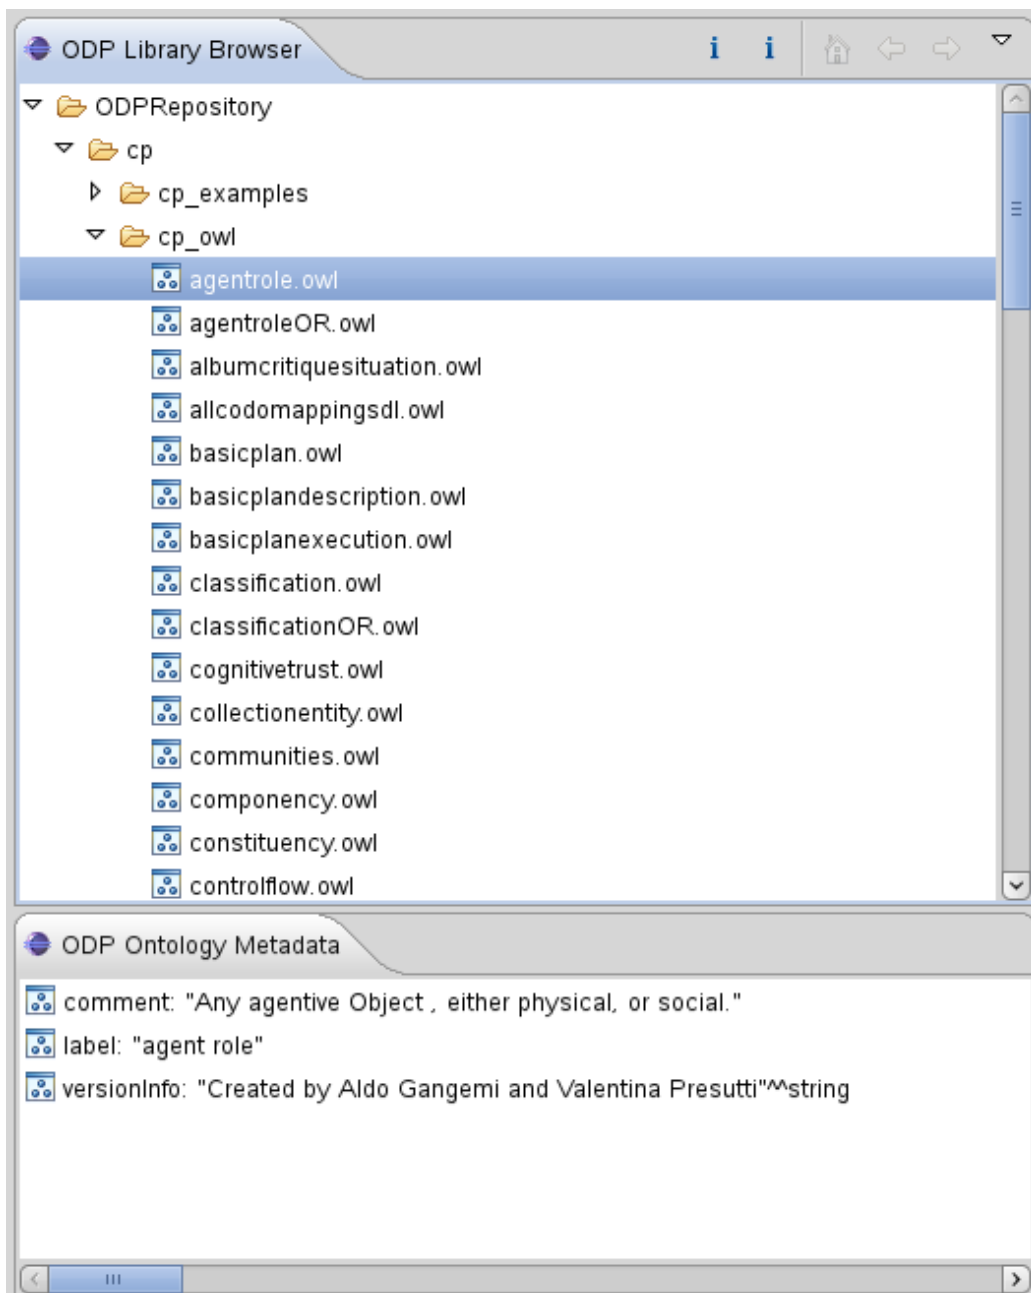 ODP Library Browser
i i
ODPRepository
cp
cp_examples
cp_owl
agentrole.owl
agentroleOR.owl
albumcritiquesituation.owl
allcodomappingsdl.owl
basicplan.owl
basicplandescription.owl
basicplanexecution.owl
classification.owl
classificationOR.owl
cognitivetrust.owl
collectionentity.owl
communities.owl
componency.owl
constituency.owl
controlflow.owl
ODP Ontology Metadata
comment: "Any agentive Object , either physical, or social."
label: "agent role"
versionInfo: "Created by Aldo Gangemi and Valentina Presutti"^^string